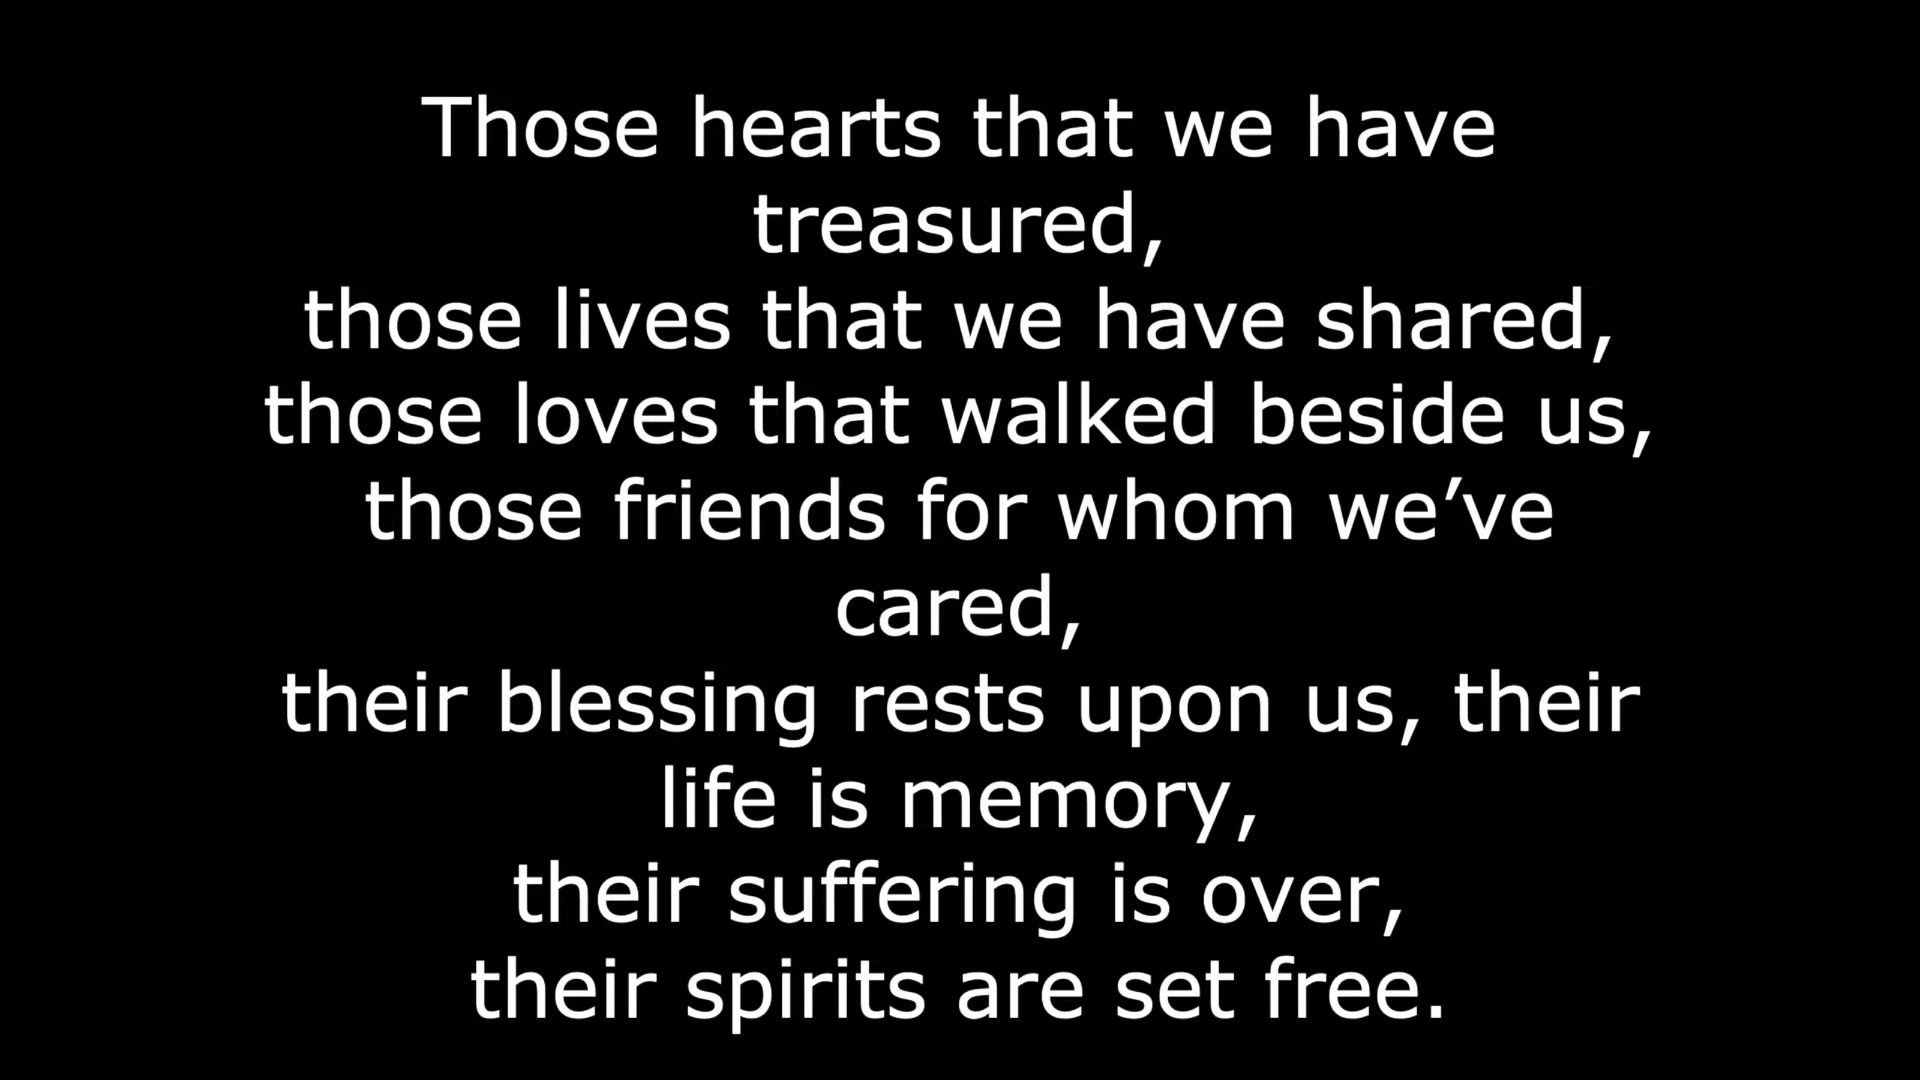 Those hearts that we have
treasured,
those lives that we have shared,
those loves that walked beside us,
those friends for whom we’ve
cared,
their blessing rests upon us, their
life is memory,
their suffering is over,
their spirits are set free.